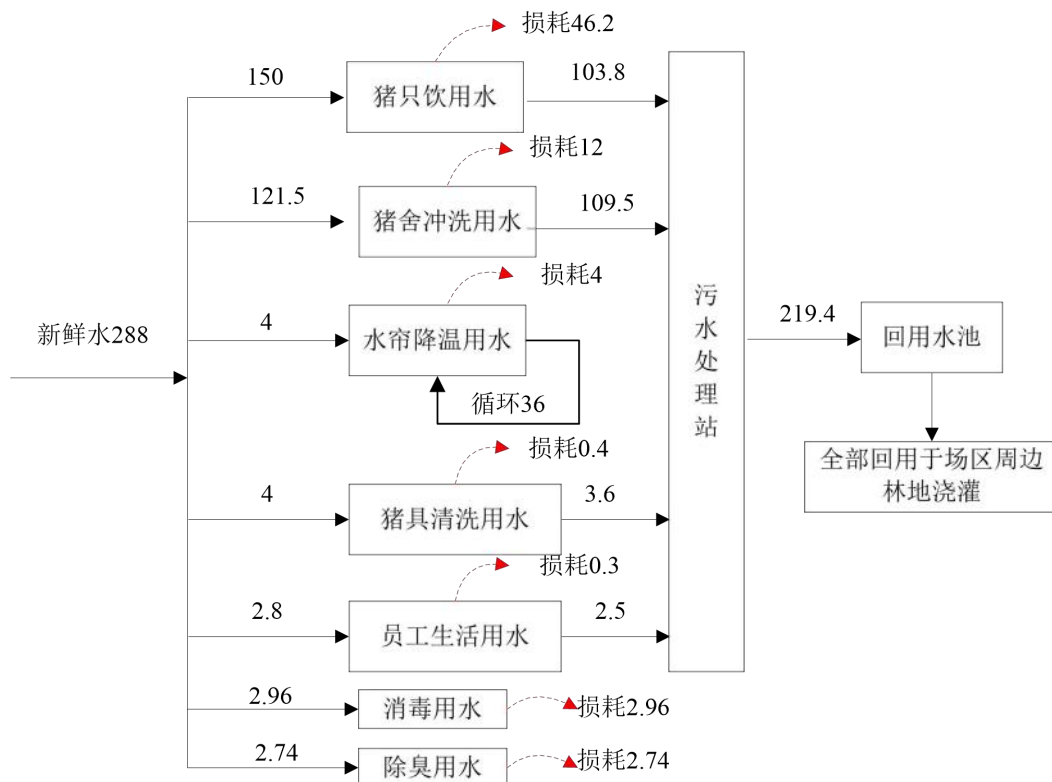 损耗46.2
150
猪只饮用水
103.8
损耗12
121.5
猪舍冲洗用水
109.5
损耗4
新鲜水288
4
水帘降温用水
循环36
污水处理站
219.4
回用水池
全部回用于场区周边
林地浇灌
损耗0.4
4
猪具清洗用水
3.6
损耗0.3
2.8
员工生活用水
2.5
2.96
消毒用水
损耗2.96
2.74
除臭用水
损耗2.74